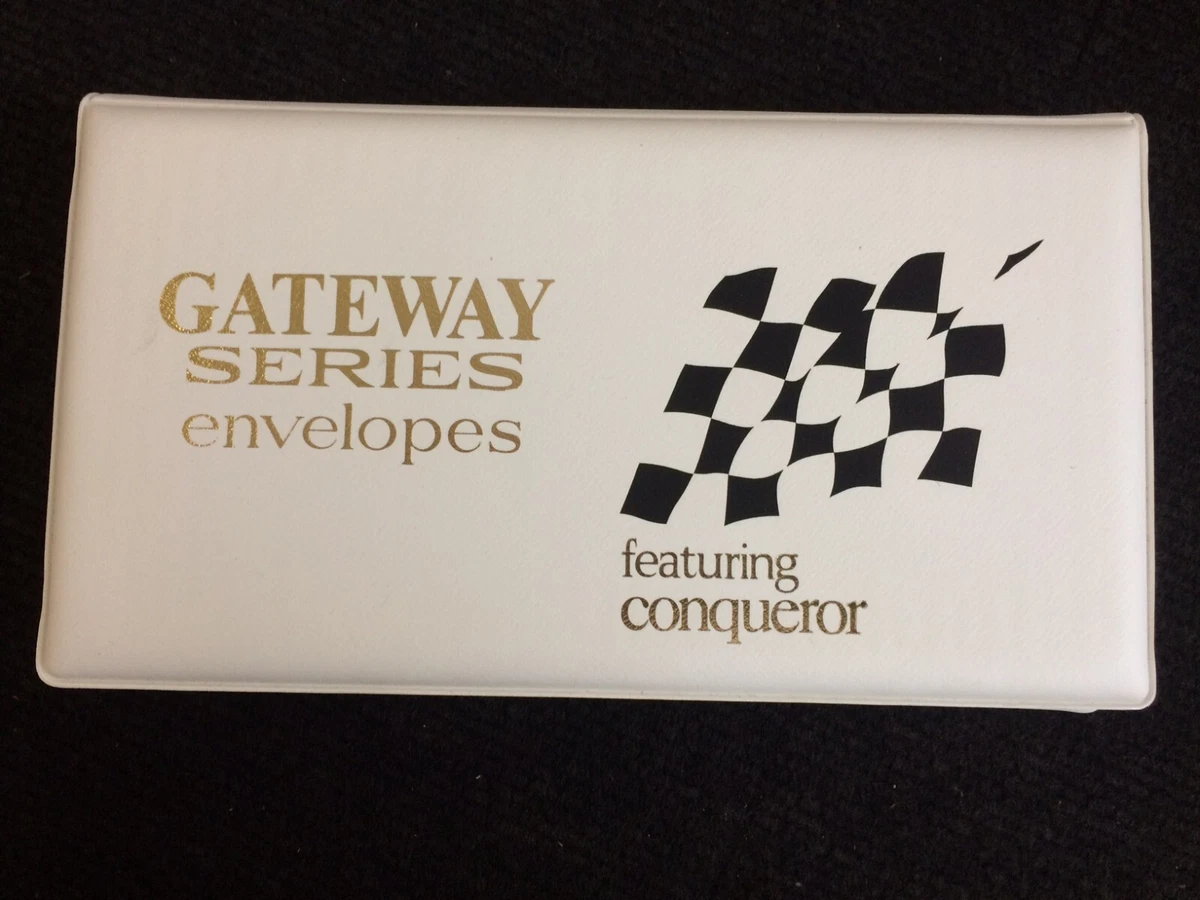 GATEWAY
SERIES
envelopes
featuring
conqueror